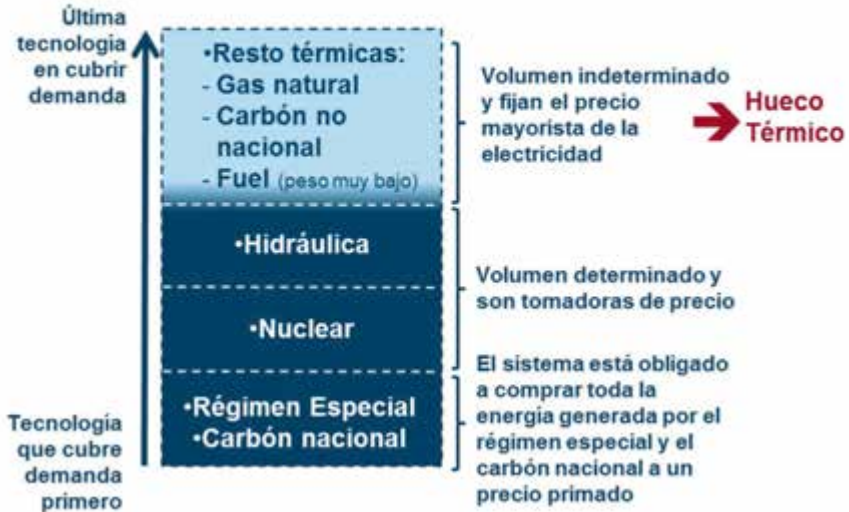 Última
tecnologia
en cubrir
demanda
•Resto térmicas:
- Gas natural
- Carbón no
nacional
- Fuel (peso muy bajo)
Volumen indeterminado
y fijan el precio
mayorista de la
electricidad
Hueco
Térmico
•Hidráulica
•Nuclear
Volumen determinado y
son tomadoras de precio
•Régimen Especial
•Carbón nacional
El sistema está obligado
a comprar toda la
energía generada por el
régimen especial y el
carbón nacional a un
precio primado
Tecnología
que cubre
demanda
primero